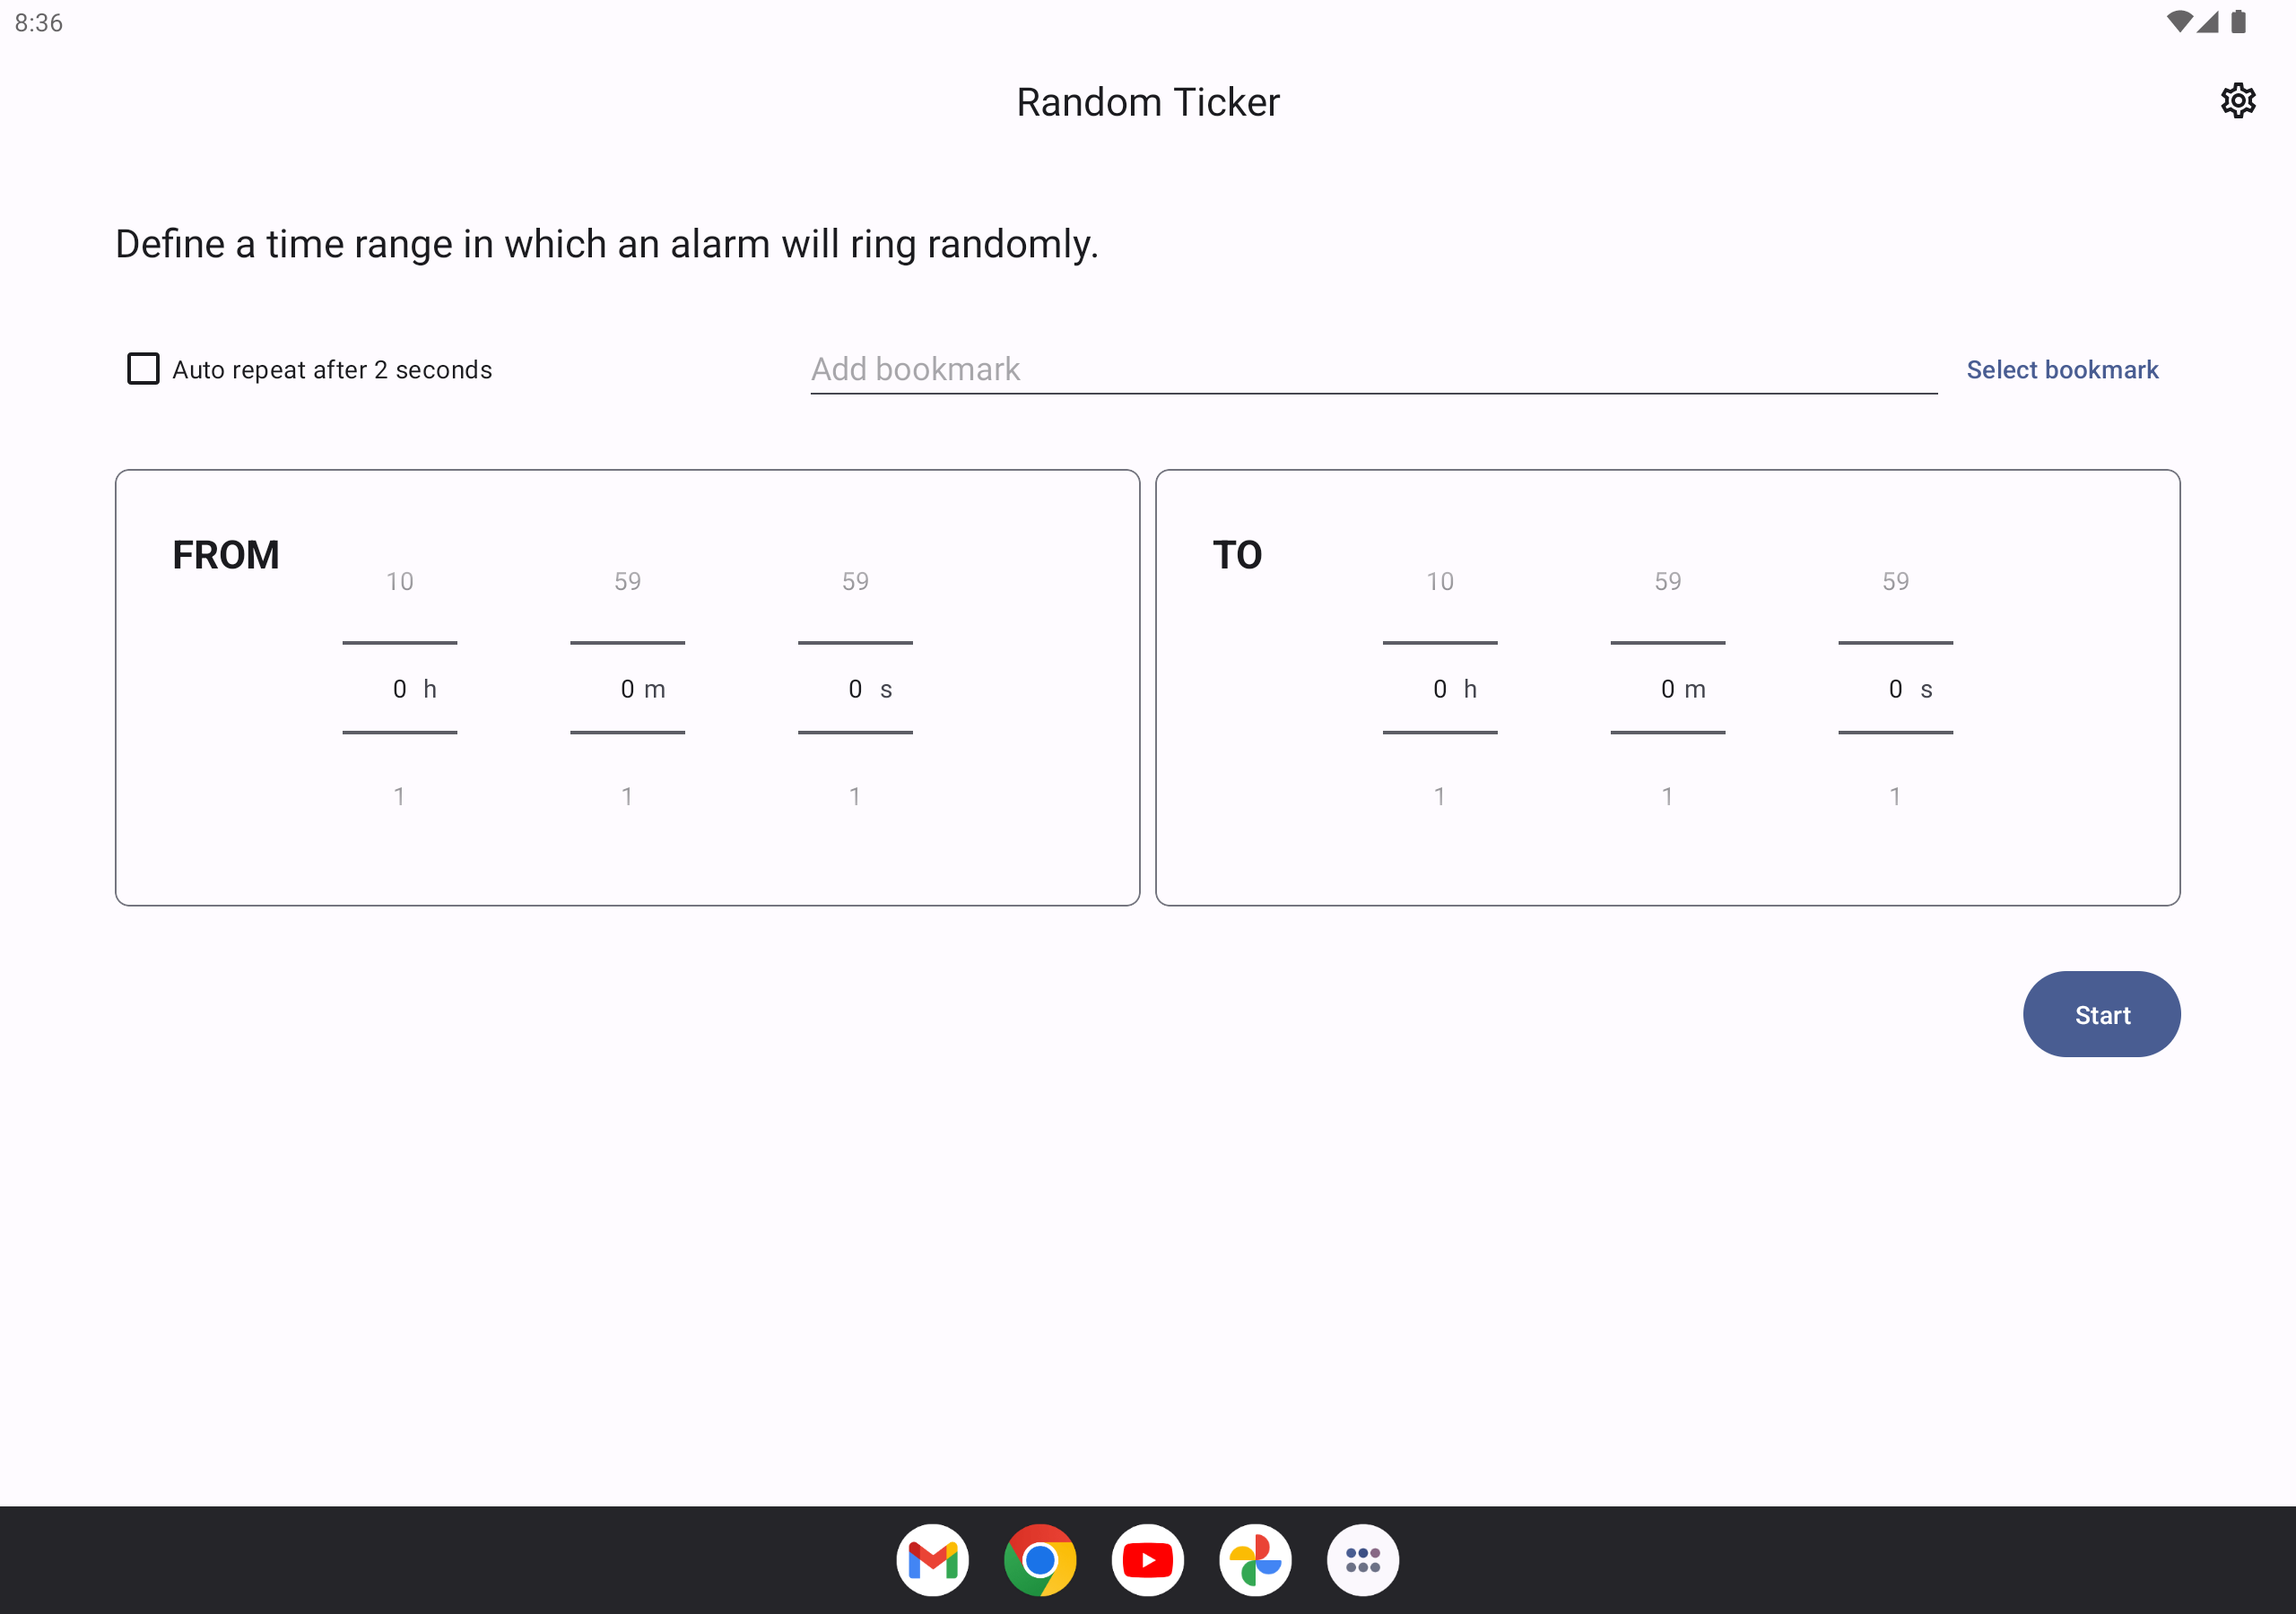 8:36
Random Ticker
Define a time range in which an alarm will ring randomly.
Auto repeat after 2 seconds
Add bookmark
Select bookmark
FROM
10 59 59
0 h 0 m 0 s
1 1 1
TO
10 59 59
0 h 0 m 0 s
1 1 1
Start